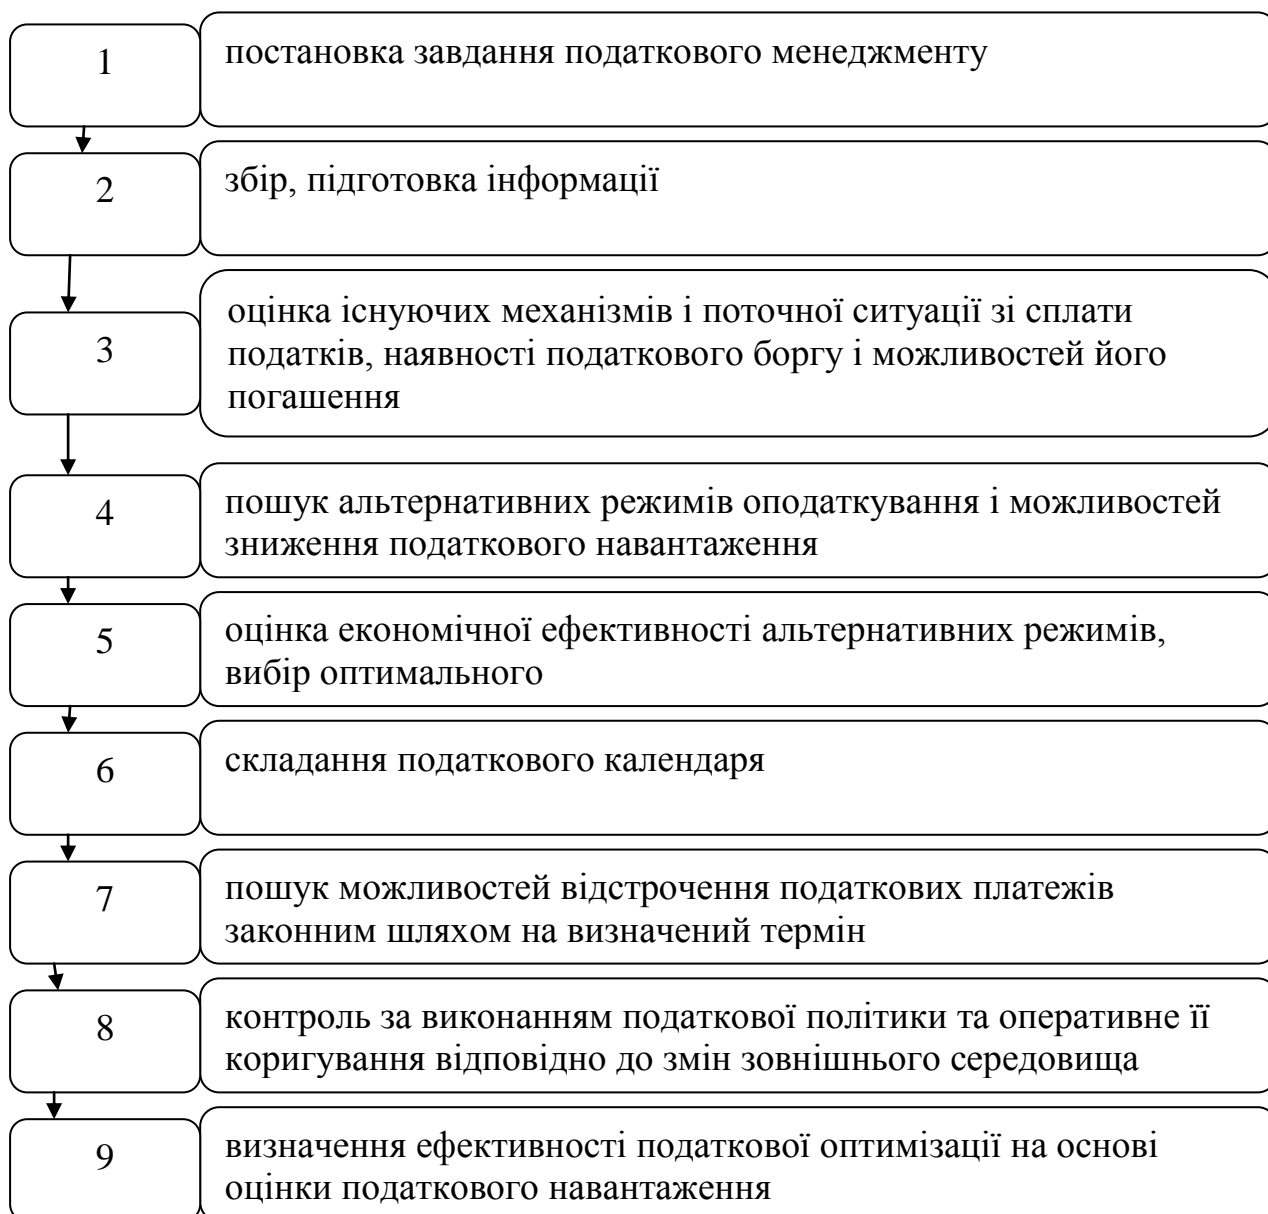 1
постановка завдання податкового менеджменту
2
збір, підготовка інформації
3
оцінка існуючих механізмів і поточної ситуації зі сплати
податків, наявності податкового боргу і можливостей його
погашення
4
пошук альтернативних режимів оподаткування і можливостей
зниження податкового навантаження
5
оцінка економічної ефективності альтернативних режимів,
вибір оптимального
6
складання податкового календаря
7
пошук можливостей відстрочення податкових платежів
законним шляхом на визначений термін
8
контроль за виконанням податкової політики та оперативне її
коригування відповідно до змін зовнішнього середовища
9
визначення ефективності податкової оптимізації на основі
оцінки податкового навантаження